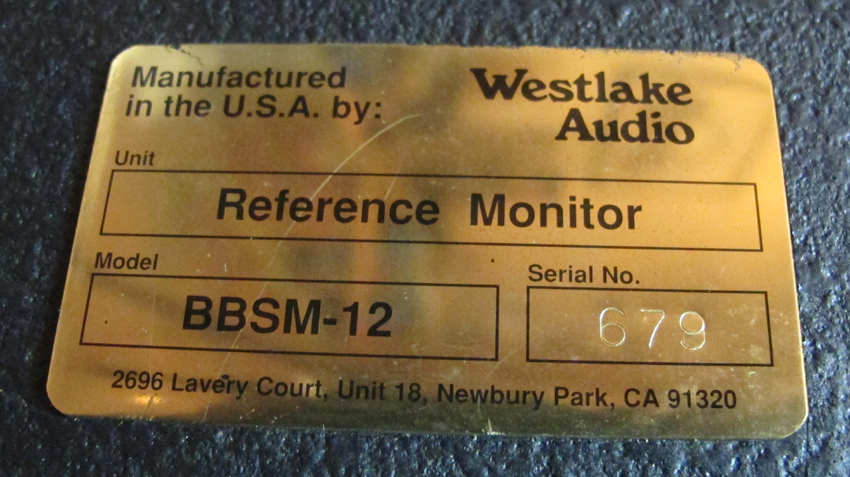 Manufactured
in the U.S.A. by:
Westlake
Audio
Unit
Reference Monitor
Model
BBSM-12
Serial No.
679
2696 Lavery Court, Unit 18, Newbury Park, CA 91320